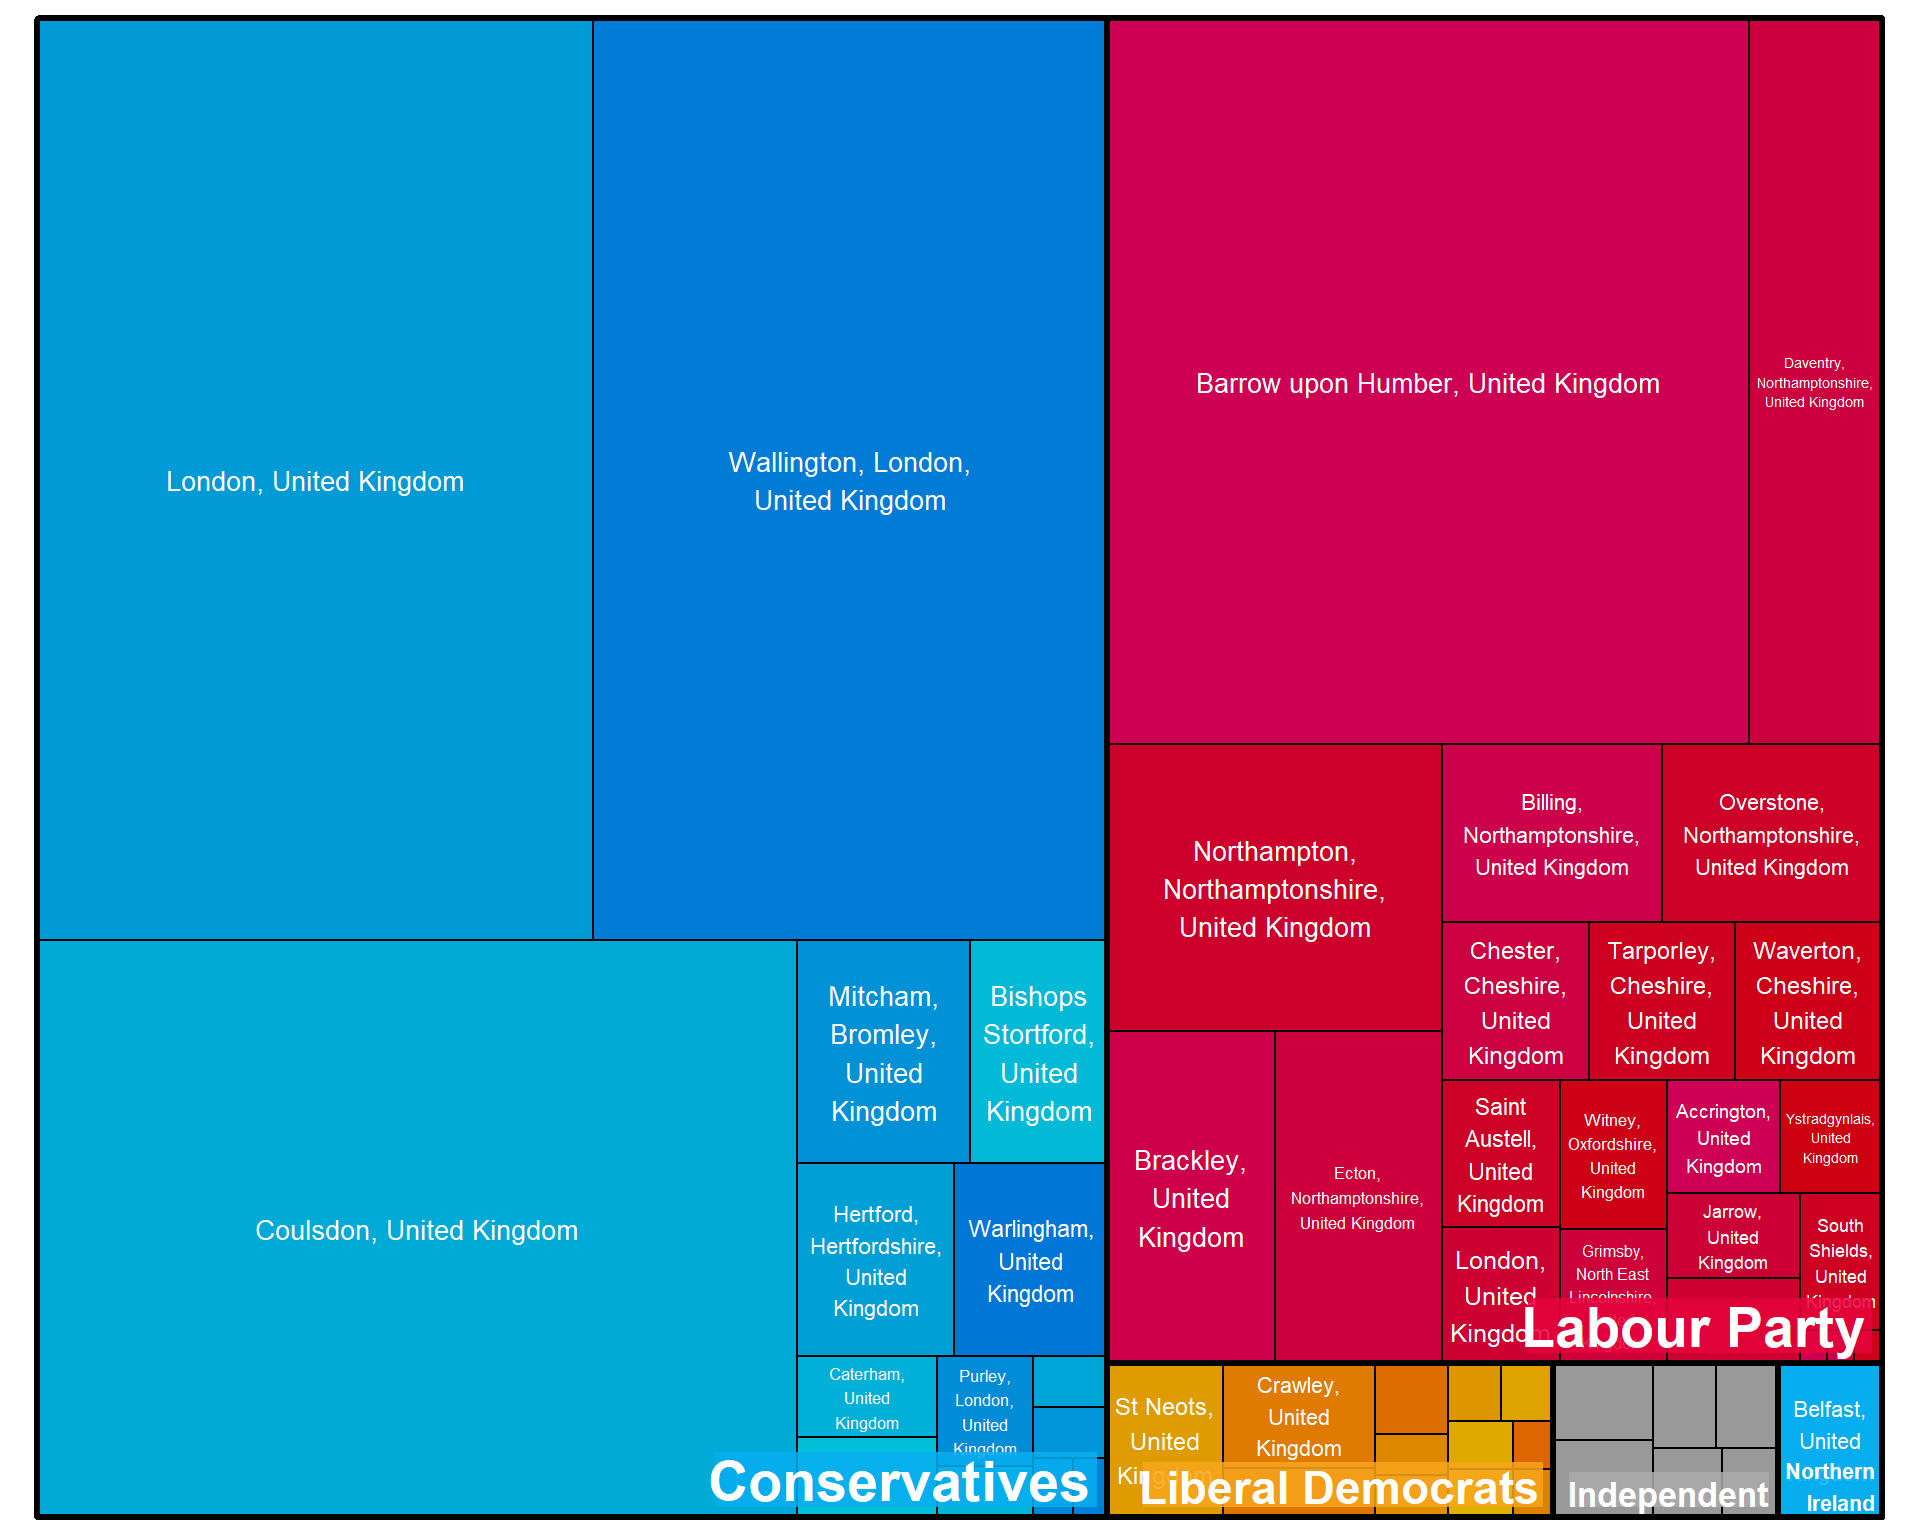 London, United Kingdom
Wallington, London,
United Kingdom
Coulsdon, United Kingdom
Mitcham,
Bromley,
United
Kingdom
Bishops
Stortford,
United
Kingdom
Hertford,
Hertfordshire,
United
Kingdom
Warlingham,
United
Kingdom
Caterham,
United
Kingdom
Purley,
London,
United
Kingdom
Conservatives
Barrow upon Humber, United Kingdom
Daventry,
Northamptonshire,
United Kingdom
Northampton,
Northamptonshire,
United Kingdom
Billing,
Northamptonshire,
United Kingdom
Overstone,
Northamptonshire,
United Kingdom
Chester,
Cheshire,
United
Kingdom
Tarporley,
Cheshire,
United
Kingdom
Waverton,
Cheshire,
United
Kingdom
Brackley,
United
Kingdom
Ecton,
Northamptonshire,
United Kingdom
Saint
Austell,
United
Kingdom
Witney,
Oxfordshire,
United
Kingdom
Accrington,
United
Kingdom
Ystradgynlais,
United
Kingdom
London,
United
Kingdom
Grimsby,
North East
Lincolnshire,
Jarrow,
United
Kingdom
South
Shields,
United
Kingdom
Labour Party
St Neots,
United
Kingdom
Crawley,
United
Kingdom
Liberal Democrats
Independent
Belfast,
United
Northern
Ireland